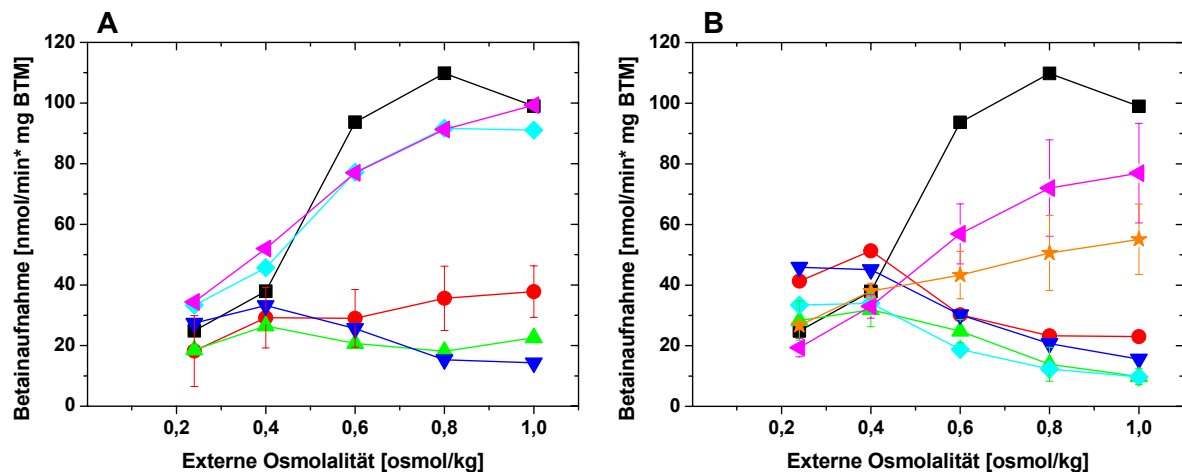 A
B
Betainaufnahme [nmol/min* mg BTM]
120
100
80
60
40
20
0
0,2 0,4 0,6 0,8 1,0
Externe Osmolalität [osmol/kg]
Betainaufnahme [nmol/min* mg BTM]
120
100
80
60
40
20
0
0,2 0,4 0,6 0,8 1,0
Externe Osmolalität [osmol/kg]